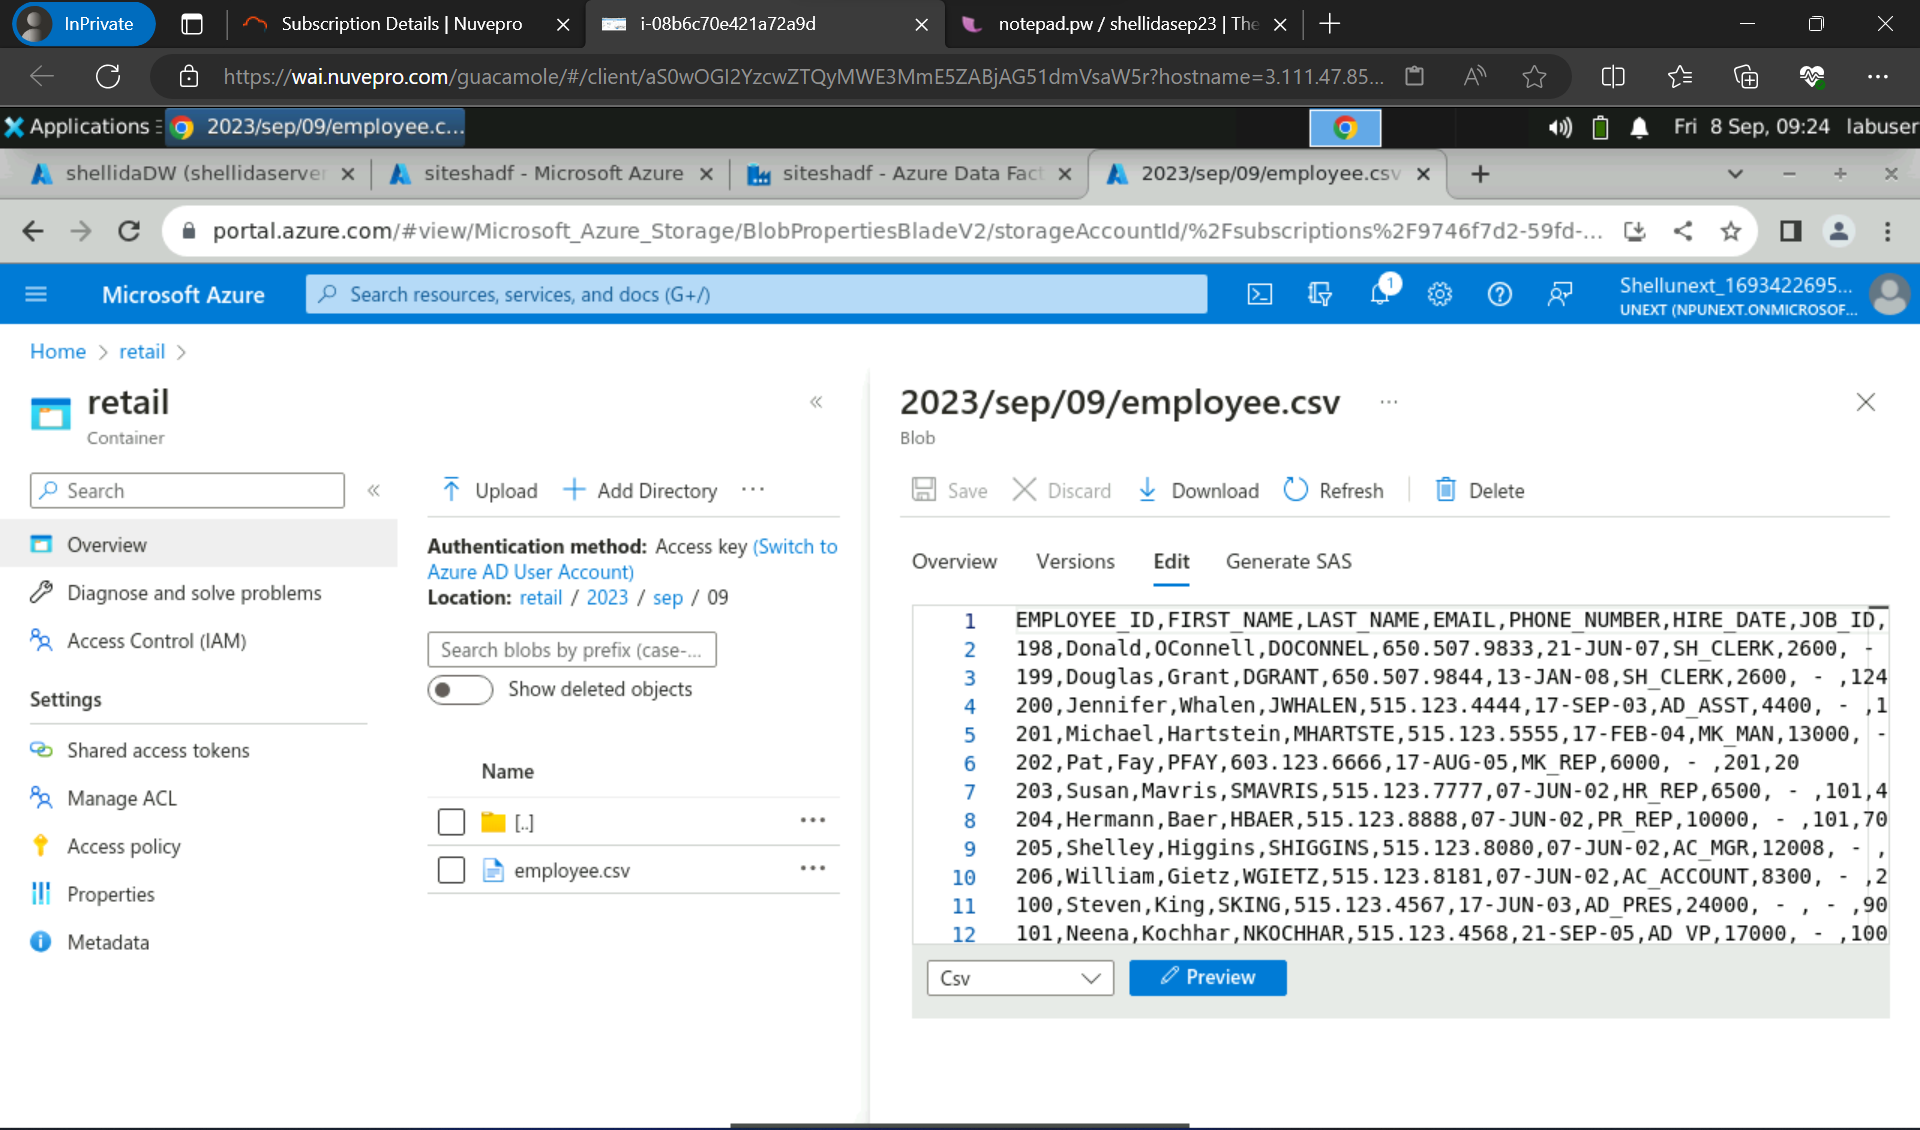 InPrivate
Subscription Details | Nuvepro
i-08b6c70e421a72a9d
notepad.pw / shellidasep23 | The
https://wai.nuvepro.com/guacamole/#/client/aS0wOGI2YzcwZTQyMWE3MmE5ZABjAG51dmVsaW5r?hostname=3.111.47.85...
Applications
2023/sep/09/employee.c...
Fri 8 Sep, 09:24 labuser
shellidaDW (shellidaserver
siteshadf - Microsoft Azure
siteshadf - Azure Data Fact
2023/sep/09/employee.csv
portal.azure.com/#view/Microsoft_Azure_Storage/BlobPropertiesBladeV2/storageAccountId/%2Fsubscriptions%2F9746f7d2-59fd-...
Microsoft Azure
Search resources, services, and docs (G+/)
1
Shellunext_1693422695...
UNEXT (NPUNEXT.ONMICROSOF...
Home > retail >
retail
Container
Search
Overview
Diagnose and solve problems
Access Control (IAM)
Settings
Shared access tokens
Manage ACL
Access policy
Properties
Metadata
Upload
Add Directory
Authentication method: Access key (Switch to
Azure AD User Account)
Location: retail / 2023 / sep / 09
Search blobs by prefix (case-...
Show deleted objects
Name
[..]
employee.csv
2023/sep/09/employee.csv
Blob
Save
Discard
Download
Refresh
Delete
Overview
Versions
Edit
Generate SAS
1 EMPLOYEE_ID,FIRST_NAME,LAST_NAME,EMAIL,PHONE_NUMBER,HIRE_DATE,JOB_ID,
2 198,Donald,OConnell,DOCONNEL,650.507.9833,21-JUN-07,SH_CLERK,2600, -
3 199,Douglas,Grant,DGRANT,650.507.9844,13-JAN-08,SH_CLERK,2600, - ,124
4 200,Jennifer,Whalen,JWHALEN,515.123.4444,17-SEP-03,AD_ASST,4400, - ,1
5 201,Michael,Hartstein,MHARTSTE,515.123.5555,17-FEB-04,MK_MAN,13000, -
6 202,Pat,Fay,PFAY,603.123.6666,17-AUG-05,MK_REP,6000, - ,201,20
7 203,Susan,Mavris,SMAVRIS,515.123.7777,07-JUN-02,HR_REP,6500, - ,101,4
8 204,Hermann,Baer,HBAER,515.123.8888,07-JUN-02,PR_REP,10000, - ,101,70
9 205,Shelley,Higgins,SHIGGINS,515.123.8080,07-JUN-02,AC_MGR,12008, - ,
10 206,William,Gietz,WGIETZ,515.123.8181,07-JUN-02,AC_ACCOUNT,8300, - ,2
11 100,Steven,King,SKING,515.123.4567,17-JUN-03,AD_PRES,24000, - , - ,90
12 101,Neena,Kochhar,NKOCHHAR,515.123.4568,21-SEP-05,AD_VP,17000, - ,100
Csv
Preview